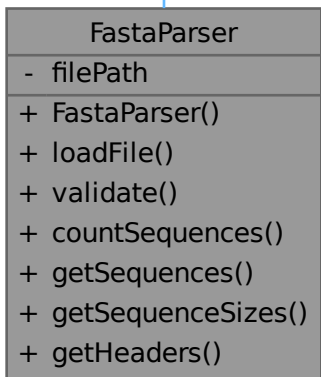 FastaParser
- filePath
+ FastaParser()
+ loadFile()
+ validate()
+ countSequences()
+ getSequences()
+ getSequenceSizes()
+ getHeaders()